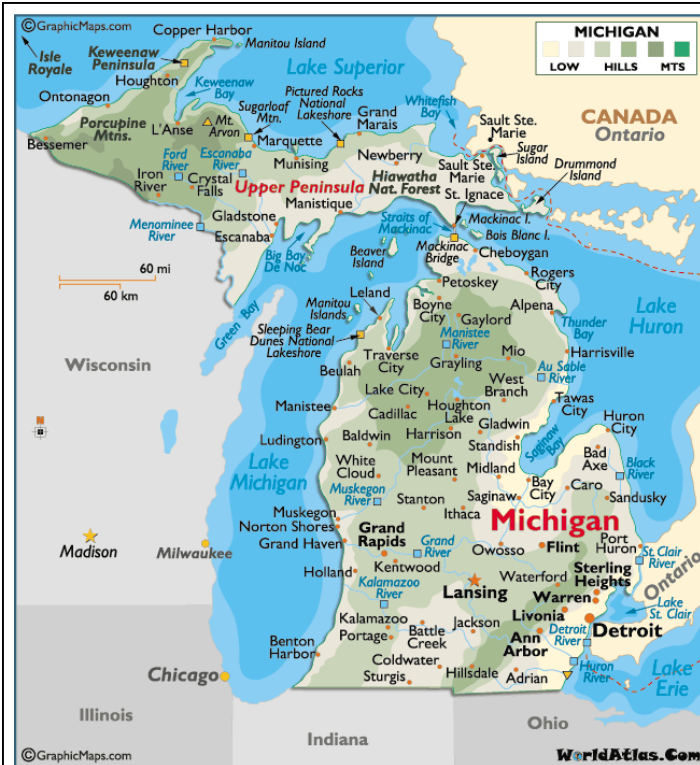 ©GraphicMaps.com
Copper Harbor
Manitou Island
MICHIGAN
LOW
HILLS
MTS
Isle
Royale
Keweenaw
Peninsula
Houghton
Keweenaw
Bay
Lake Superior
Ontonagon
Pictured Rocks
National
Lakeshore
Whitefish
Bay
CANADA
Ontario
Porcupine
Mtns.
L'Anse
Mt.
Arvon
Sugarloaf
Mtn.
Marquette
Grand
Marais
Sault Ste.
Marie
Sugar
Island
Bessemer
Ford
River
Escanaba
River
Munising
Newberry
Sault Ste.
Marie
Drummond
Island
Iron
River
Crystal
Falls
Upper Peninsula
Hiawatha
Nat. Forest
St. Ignace
Manistique
Gladstone
Menominee
River
Escanaba
Big Bay
De Noc
Straits of
Mackinac
Mackinac I.
Bois Blanc I.
Mackinac
Bridge
Cheboygan
Beaver
Island
60 mi
60 km
Green Bay
Rogers
City
Petoskey
Leland
Manitou
Islands
Boyne
City
Gaylord
Alpena
Lake
Huron
Thunder
Bay
Sleeping Bear
Dunes National
Lakeshore
Manistee
River
Traverse
City
Grayling
Mio
Harrisville
Wisconsin
Beulah
Au Sable
River
West
Branch
Lake City
Manistee
Cadillac
Houghton
Lake
Tawas
City
Huron
City
Ludington
Baldwin
Harrison
Gladwin
Standish
Saginaw
Bay
Bad
Axe
Black
River
Lake
Michigan
White
Cloud
Mount
Pleasant
Midland
Bay
City
Caro
Muskegon
River
Stanton
Saginaw
Sandusky
Ithaca
Michigan
Muskegon
Norton Shores
Grand Haven
Grand
Rapids
Grand
River
Owosso
Flint
Port
Huron
St. Clair
River
Madison
Milwaukee
Kentwood
Holland
Kalamazoo
River
Lansing
Waterford
Sterling
Heights
Ontario
Warren
Lake
St. Clair
Livonia
Kalamazoo
Portage
Battle
Creek
Jackson
Ann
Arbor
Detroit
River
Detroit
Benton
Harbor
Coldwater
Sturgis
Hillsdale
Adrian
Huron
River
Lake
Erie
Chicago
Illinois
Indiana
Ohio
©GraphicMaps.com
WorldAtlas.Com